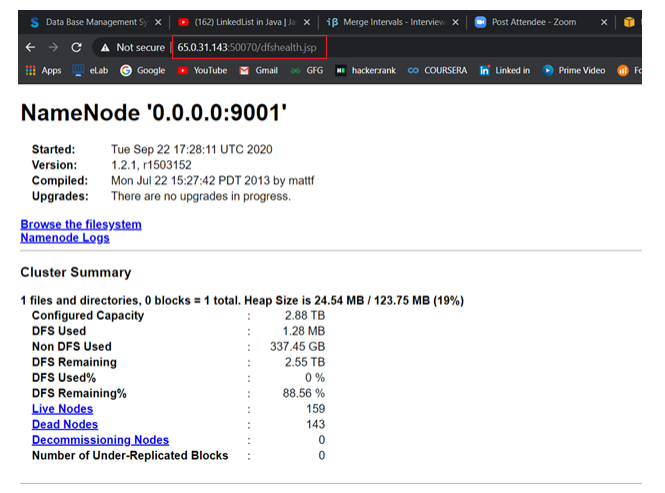 Data Base Management Sy
(162) LinkedList in Java | Ja
Merge Intervals - Interview
Post Attendee - Zoom
Not secure | 65.0.31.143:50070/dfshealth.jsp
Apps eLab Google YouTube Gmail GFG hackerrank COURSERA Linked in Prime Video
NameNode '0.0.0.0:9001'
Started: Tue Sep 22 17:28:11 UTC 2020
Version: 1.2.1, r1503152
Compiled: Mon Jul 22 15:27:42 PDT 2013 by mattf
Upgrades: There are no upgrades in progress.
Browse the filesystem
Namenode Logs
Cluster Summary
1 files and directories, 0 blocks = 1 total. Heap Size is 24.54 MB / 123.75 MB (19%)
Configured Capacity : 2.88 TB
DFS Used : 1.28 MB
Non DFS Used : 337.45 GB
DFS Remaining : 2.55 TB
DFS Used% : 0 %
DFS Remaining% : 88.56 %
Live Nodes : 159
Dead Nodes : 143
Decommissioning Nodes : 0
Number of Under-Replicated Blocks : 0